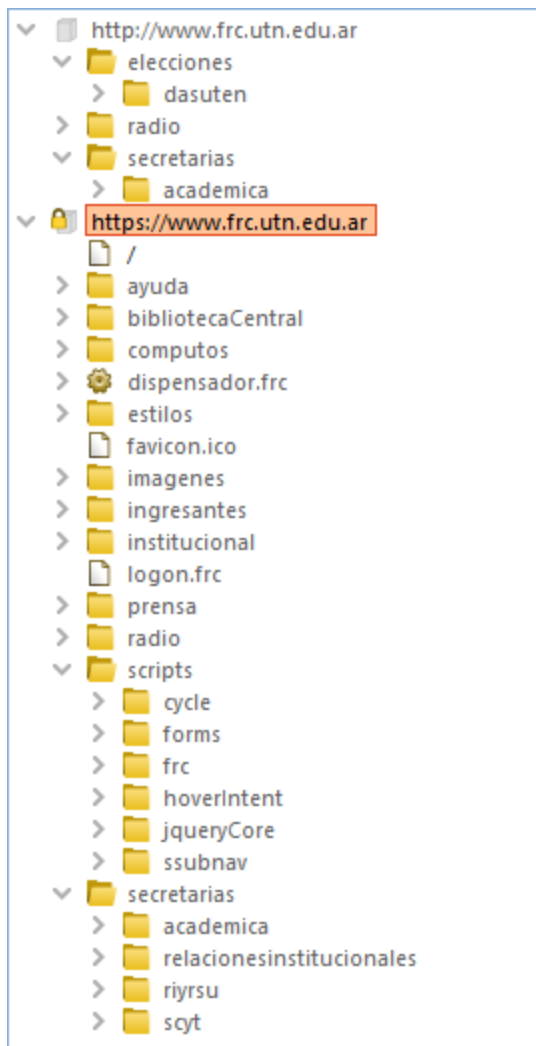 http://www.frc.utn.edu.ar
elecciones
dasuten
radio
secretarias
academica
https://www.frc.utn.edu.ar
/
ayuda
bibliotecaCentral
computos
dispensador.frc
estilos
favicon.ico
imagenes
ingresantes
institucional
logon.frc
prensa
radio
scripts
cycle
forms
frc
hoverIntent
jqueryCore
ssubnav
secretarias
academica
relacionesinstitucionales
riyrsu
scyt